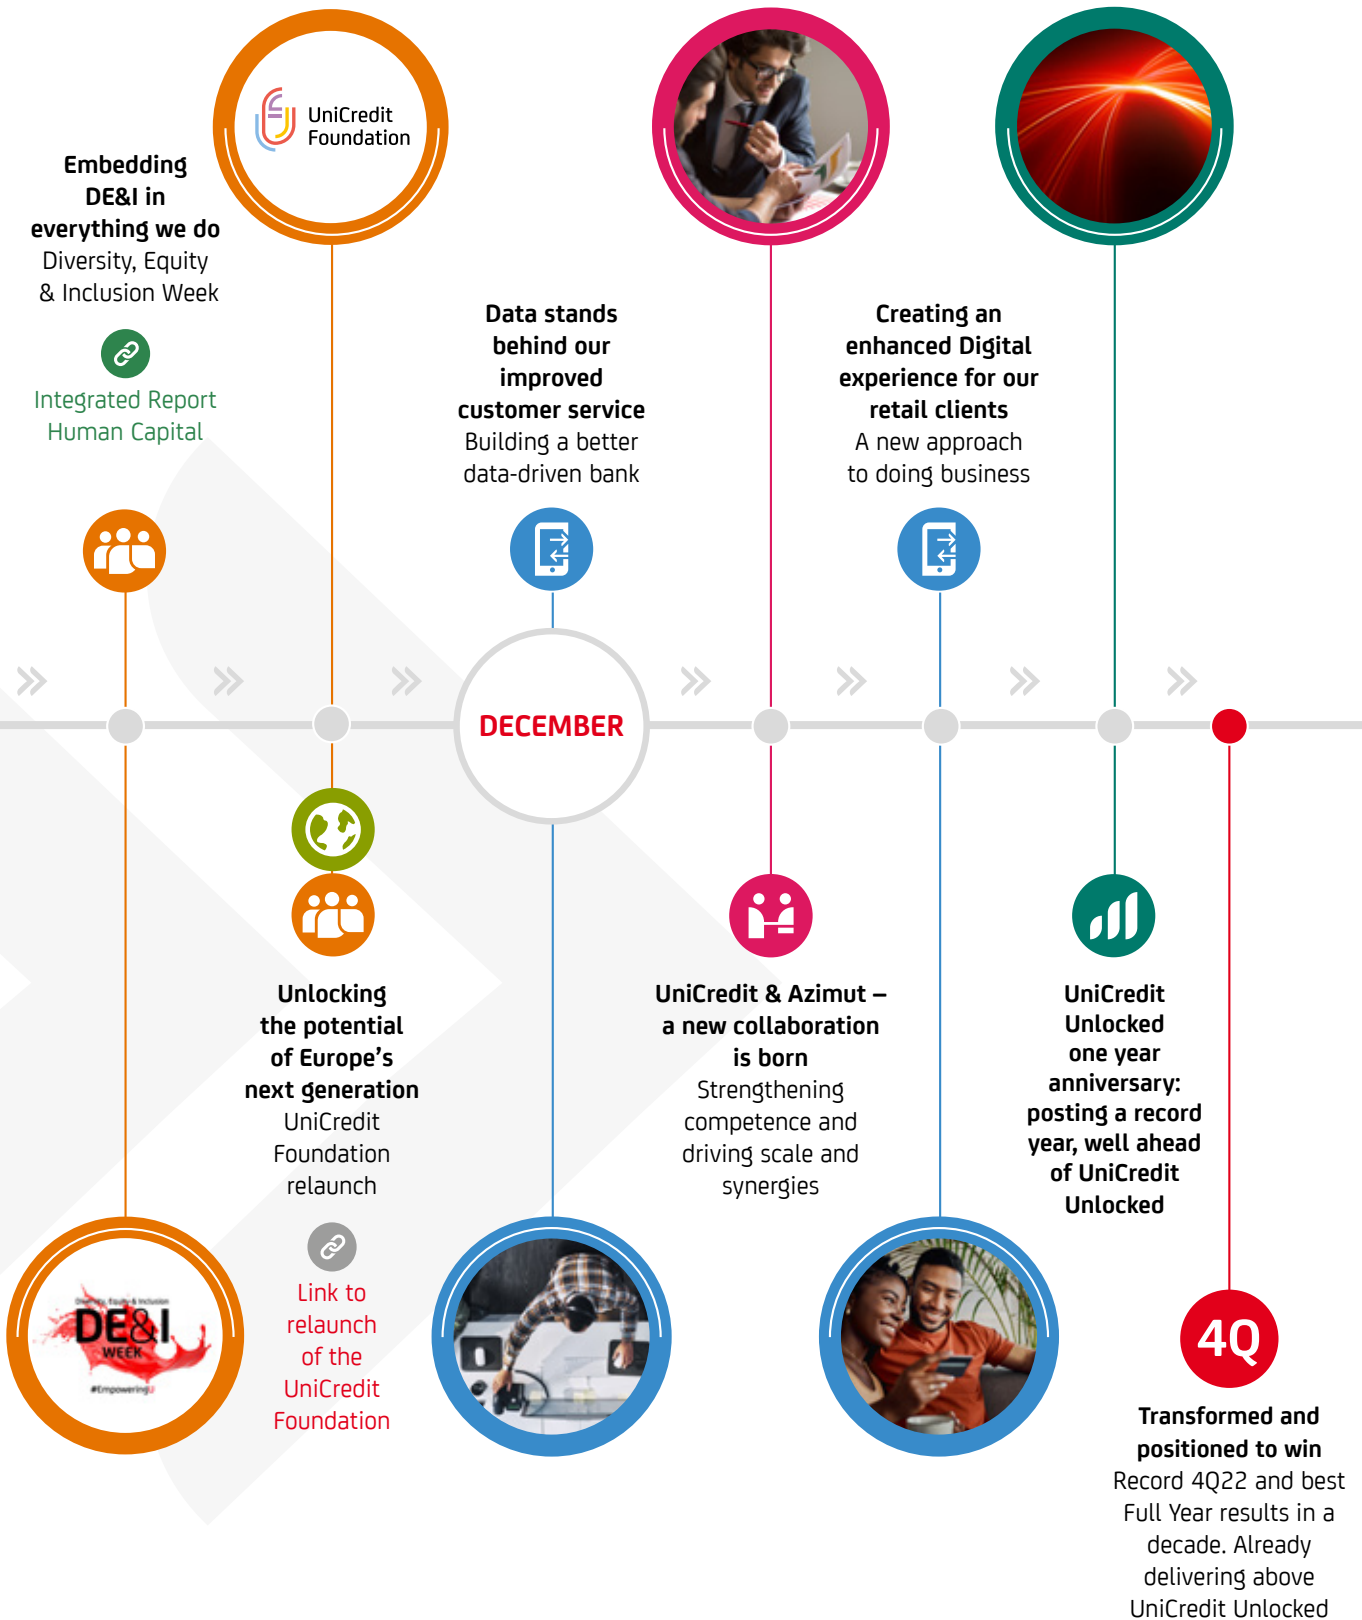 UniCredit
Foundation
Embedding
DE&I in
everything we do
Diversity, Equity
& Inclusion Week
Integrated Report
Human Capital
Data stands
behind our
improved
customer service
Building a better
data-driven bank
Creating an
enhanced Digital
experience for our
retail clients
A new approach
to doing business
DECEMBER
Unlocking
the potential
of Europe's
next generation
UniCredit
Foundation
relaunch
Link to
relaunch
of the
UniCredit
Foundation
UniCredit & Azimut –
a new collaboration
is born
Strengthening
competence and
driving scale and
synergies
UniCredit
Unlocked
one year
anniversary:
posting a record
year, well ahead
of UniCredit
Unlocked
Diversity, Equity & Inclusion
DE&I
WEEK
#EmpoweringU
4Q
Transformed and
positioned to win
Record 4Q22 and best
Full Year results in a
decade. Already
delivering above
UniCredit Unlocked